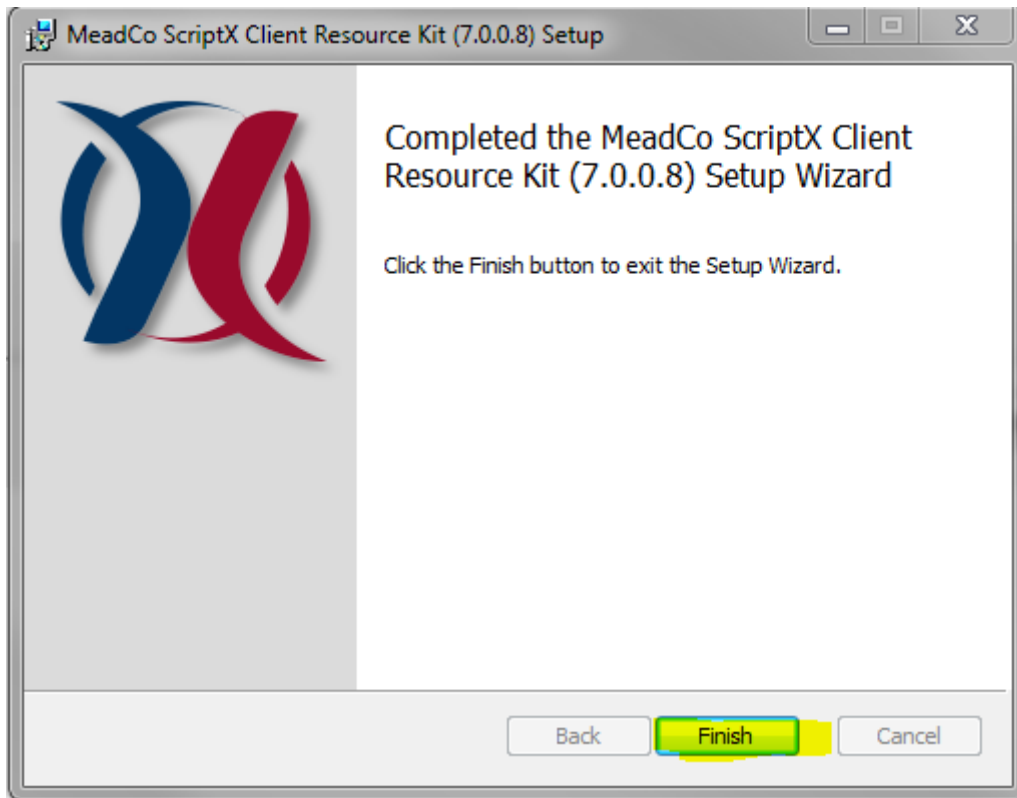 MeadCo ScriptX Client Resource Kit (7.0.0.8) Setup
Completed the MeadCo ScriptX Client
Resource Kit (7.0.0.8) Setup Wizard
Click the Finish button to exit the Setup Wizard.
Back Finish Cancel